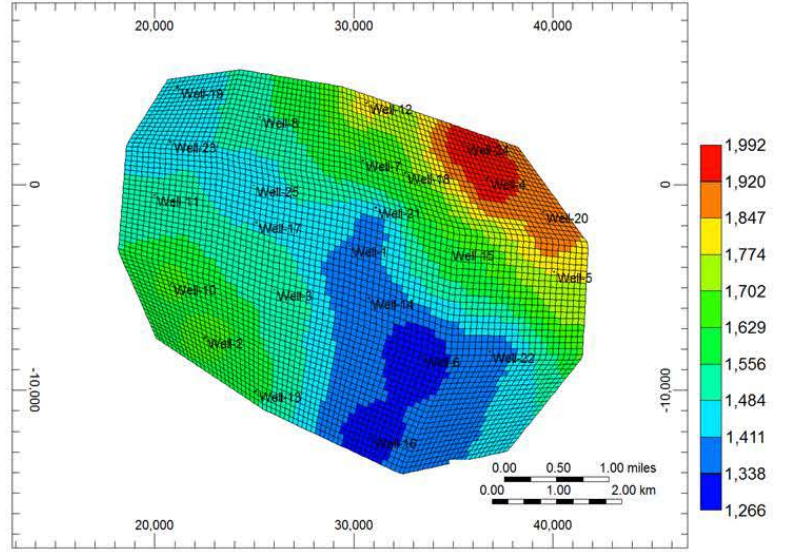 20,000 30,000 40,000
Well-19
Well-12
Well-8
Well-23
Well-24
Well-7
Well-4
0 0
Well-25
Well-11
Well-21
Well-20
Well-17
Well-1
Well-15
Well-5
Well-10
Well-3
Well-14
Well-2
Well-6
Well-22
Well-13
Well-16
-10,000 -10,000
0.00 0.50 1.00 miles
0.00 1.00 2.00 km
20,000 30,000 40,000
1,992
1,920
1,847
1,774
1,702
1,629
1,556
1,484
1,411
1,338
1,266